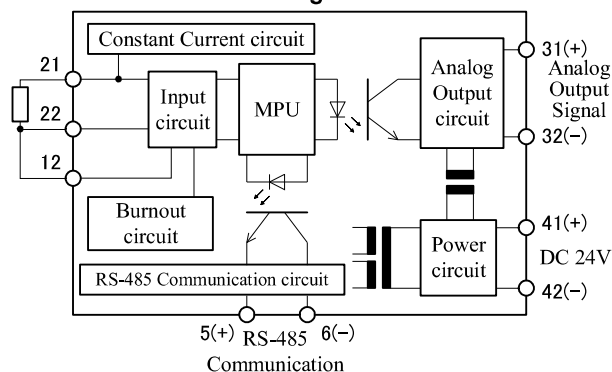 Constant Current circuit
21
22
12
Input
circuit
MPU
Analog
Output
circuit
31(+)
Analog
Output
Signal
32(-)
Burnout
circuit
Power
circuit
41(+)
DC 24V
42(-)
RS-485 Communication circuit
5(+) RS-485 6(-)
Communication